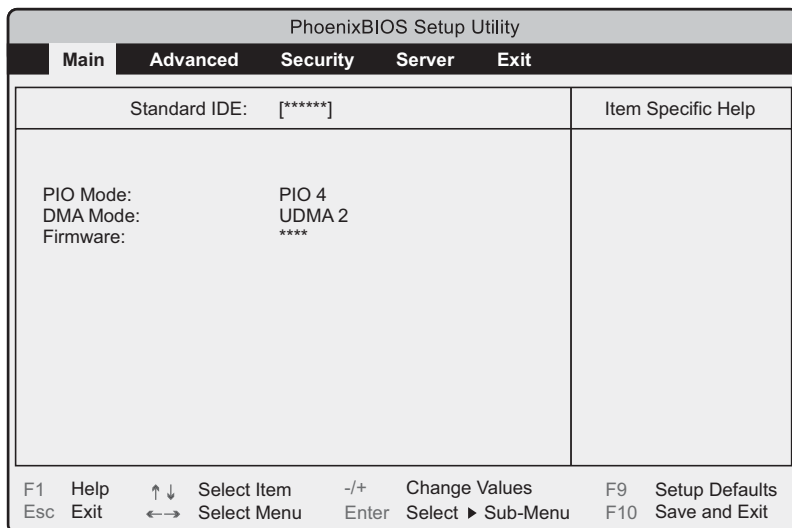 PhoenixBIOS Setup Utility
Main Advanced Security Server Exit
Standard IDE: [******] Item Specific Help
PIO Mode: PIO 4
DMA Mode: UDMA 2
Firmware: ****
F1 Help ↑ ↓ Select Item -/+ Change Values F9 Setup Defaults
Esc Exit ←→ Select Menu Enter Select ▶ Sub-Menu F10 Save and Exit